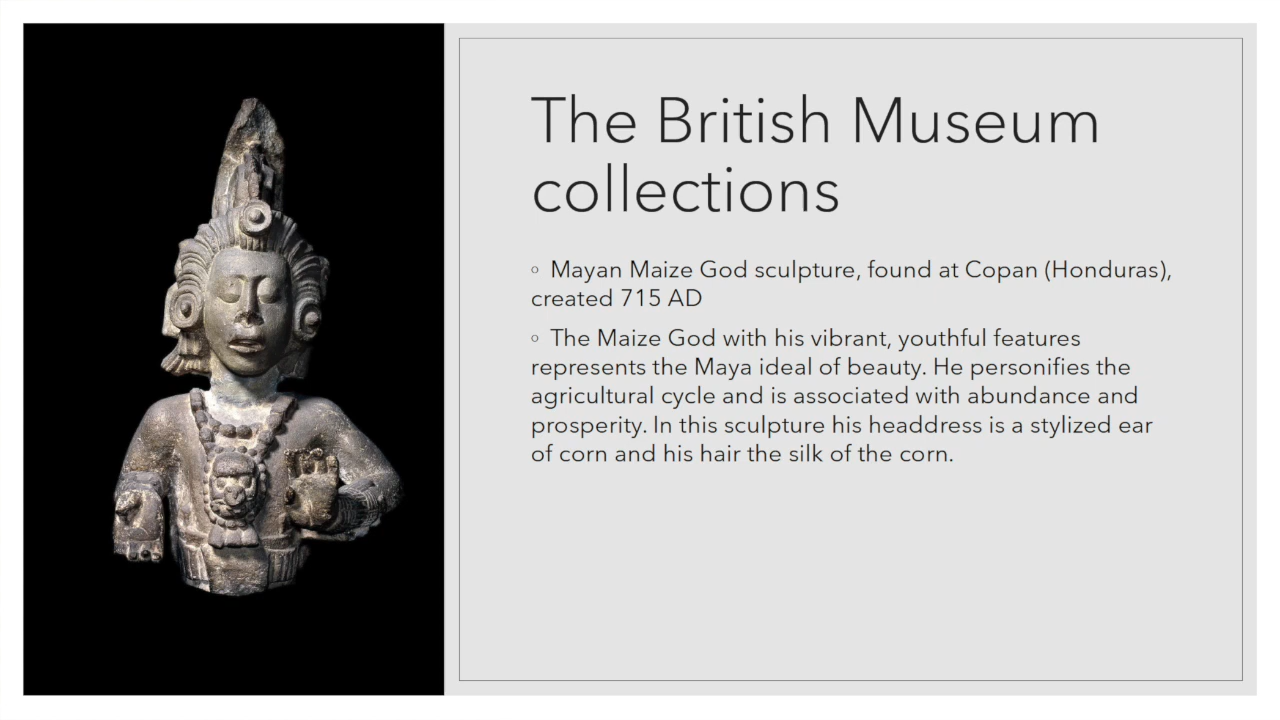 The British Museum
collections
◦ Mayan Maize God sculpture, found at Copan (Honduras),
created 715 AD
◦ The Maize God with his vibrant, youthful features
represents the Maya ideal of beauty. He personifies the
agricultural cycle and is associated with abundance and
prosperity. In this sculpture his headdress is a stylized ear
of corn and his hair the silk of the corn.